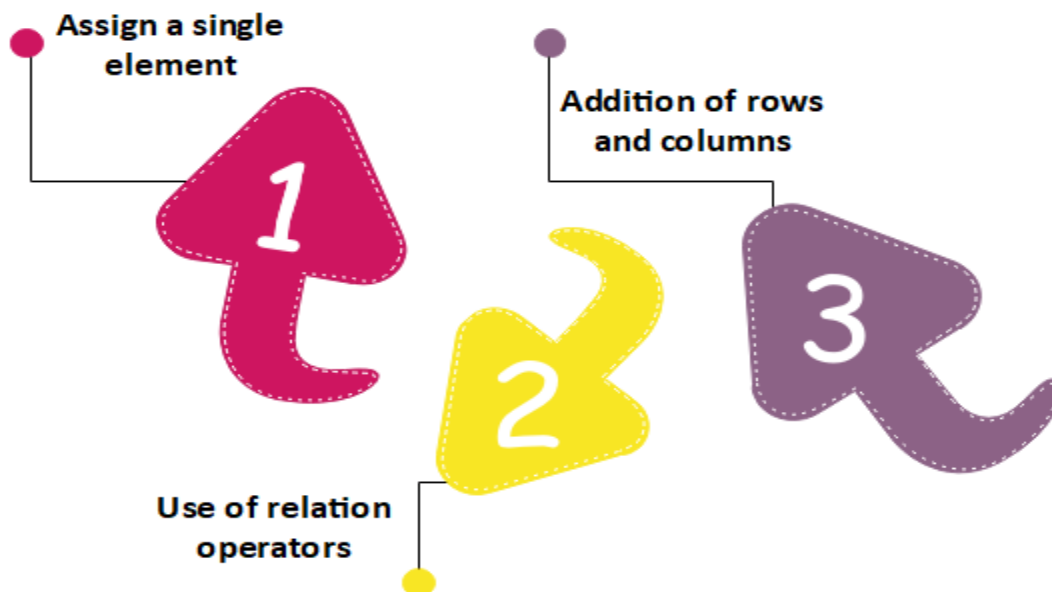 Assign a single
element
1
Addition of rows
and columns
3
2
Use of relation
operators